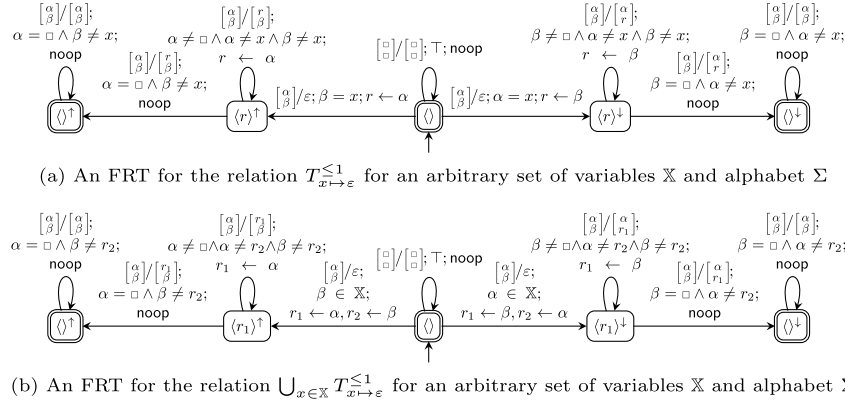 [α β]/[α β];
α = □ ∧ β ≠ x;
noop
[α β]/[r β];
α ≠ □ ∧ α ≠ x ∧ β ≠ x;
r ← α
[□ □]/[□ □]; ⊤; noop
[α β]/[α r];
β ≠ □ ∧ α ≠ x ∧ β ≠ x;
r ← β
[α β]/[α β];
β = □ ∧ α ≠ x;
noop
[α β]/[r β];
α = □ ∧ β ≠ x;
noop
[α β]/ε; β = x; r ← α
[α β]/ε; α = x; r ← β
[α β]/[α r];
β = □ ∧ α ≠ x;
noop
⟨⟩↑ ⟨r⟩↑ ⟨⟩ ⟨r⟩↓ ⟨⟩↓
(a) An FRT for the relation T^{≤1}_{x↦ε} for an arbitrary set of variables 𝕏 and alphabet Σ
[α β]/[α β];
α = □ ∧ β ≠ r₂;
noop
[α β]/[r₁ β];
α ≠ □∧α ≠ r₂∧β ≠ r₂;
r₁ ← α
[□ □]/[□ □]; ⊤; noop
[α β]/[α r₁];
β ≠ □∧α ≠ r₂∧β ≠ r₂;
r₁ ← β
[α β]/[α β];
β = □ ∧ α ≠ r₂;
noop
[α β]/[r₁ β];
α = □ ∧ β ≠ r₂;
noop
[α β]/ε;
β ∈ 𝕏;
r₁ ← α, r₂ ← β
[α β]/ε;
α ∈ 𝕏;
r₁ ← β, r₂ ← α
[α β]/[α r₁];
β = □ ∧ α ≠ r₂;
noop
⟨⟩↑ ⟨r₁⟩↑ ⟨⟩ ⟨r₁⟩↓ ⟨⟩↓
(b) An FRT for the relation ⋃_{x∈𝕏} T^{≤1}_{x↦ε} for an arbitrary set of variables 𝕏 and alphabet Σ